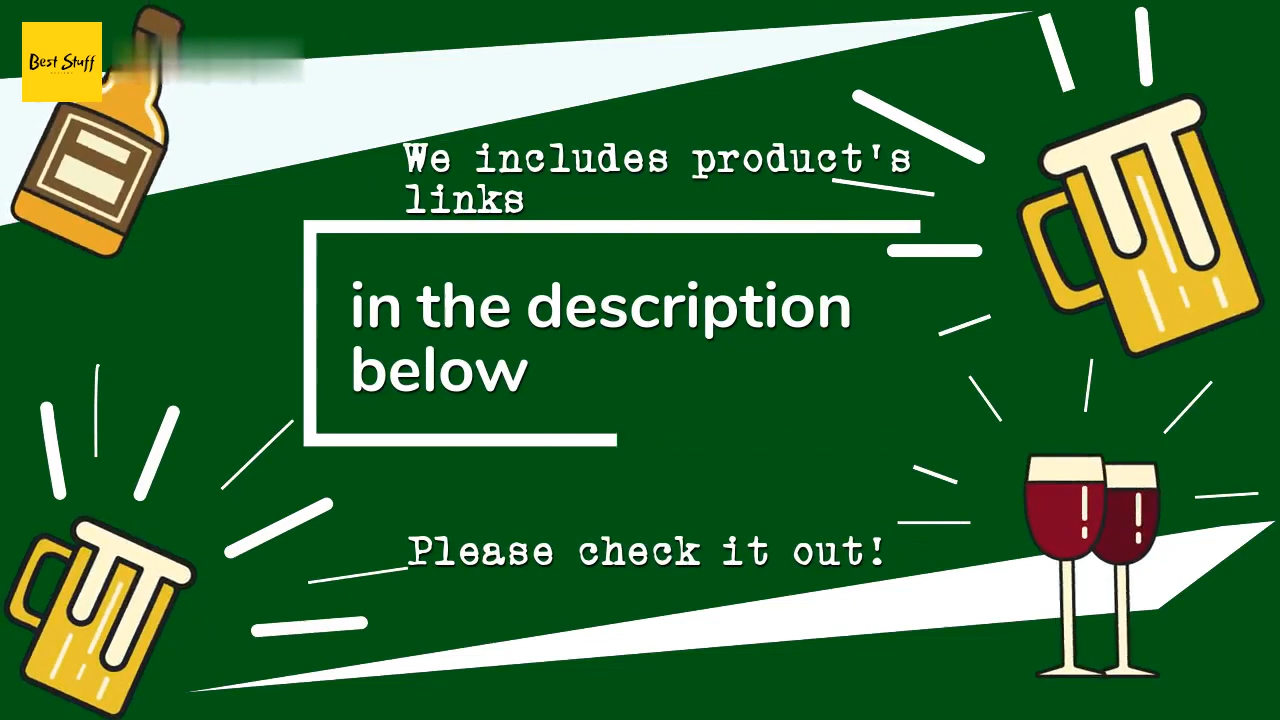 Best Stuff
We includes product's
links
in the description
below
Please check it out!